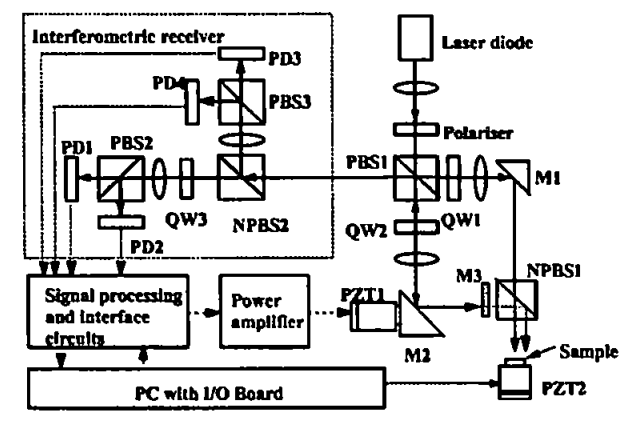 Interferometric receiver
Laser diode
PD3
PD4
PBS3
Polariser
PD1
PBS2
PBS1
M1
QW3
NPBS2
QW2
QW1
PD2
M3
NPBS1
Signal processing
and interface
circuits
Power
amplifier
PZT1
M2
Sample
PZT2
PC with I/O Board